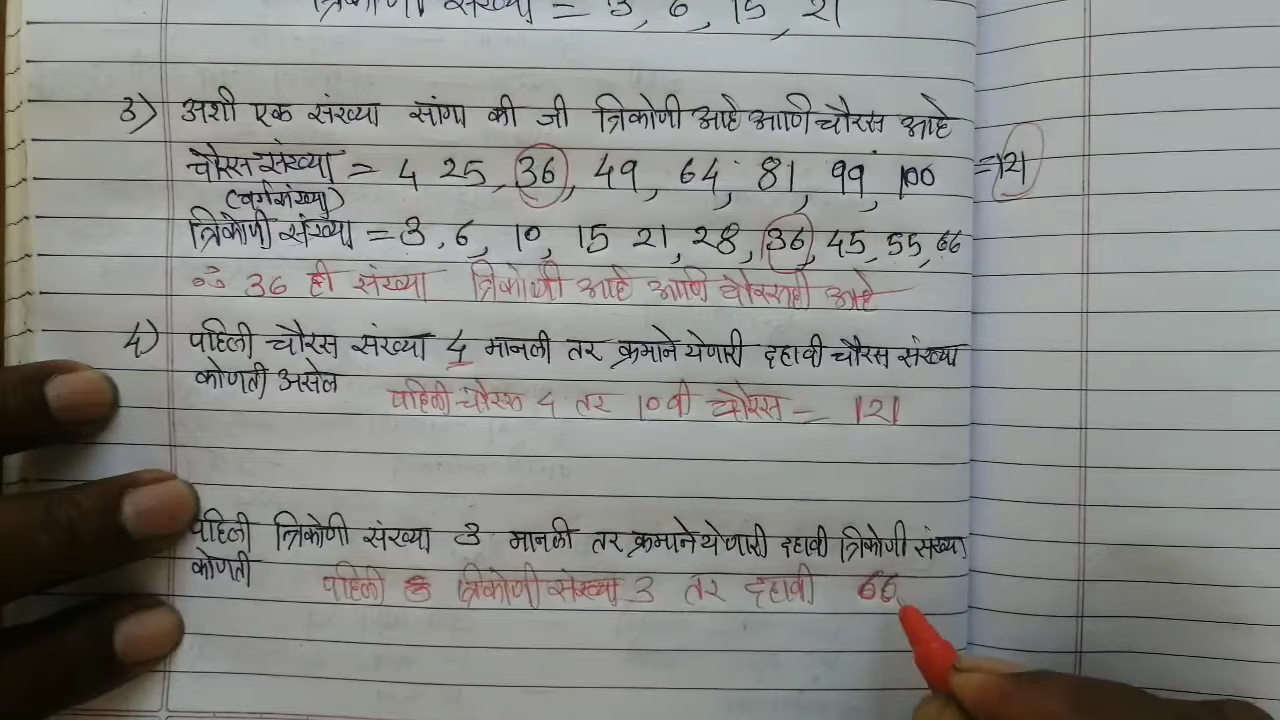 त्रिकोणी संख्या = 3, 6, 15, 21
3) अशी एक संख्या सांगा की जी त्रिकोणी आहे आणि चौरस आहे
चौरस संख्या = 4 25, 36, 49, 64, 81, 99, 100 = 121
(वर्गसंख्या)
त्रिकोणी संख्या = 3, 6, 10, 15 21, 28, 36, 45, 55, 66
∴ 36 ही संख्या त्रिकोणी आहे आणि चौरसही आहे
4) पहिली चौरस संख्या 4 मानली तर क्रमाने येणारी दहावी चौरस संख्या
कोणती असेल
पहिली चौरस 4 तर 10वी चौरस = 121
पहिली त्रिकोणी संख्या 3 मानली तर क्रमाने येणारी दहावी त्रिकोणी संख्या
कोणती
पहिली त्रिकोणी संख्या 3 तर दहावी 66